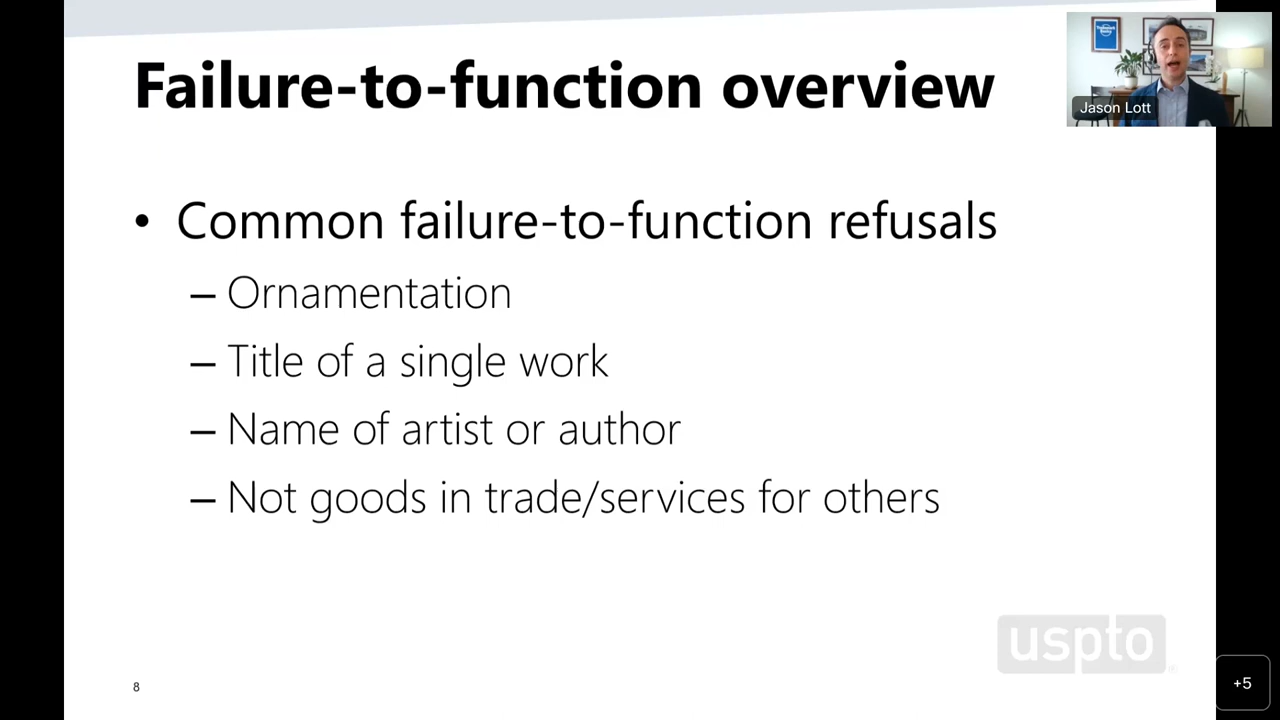 Failure-to-function overview
Jason Lott
• Common failure-to-function refusals
– Ornamentation
– Title of a single work
– Name of artist or author
– Not goods in trade/services for others
uspto®
8
+5